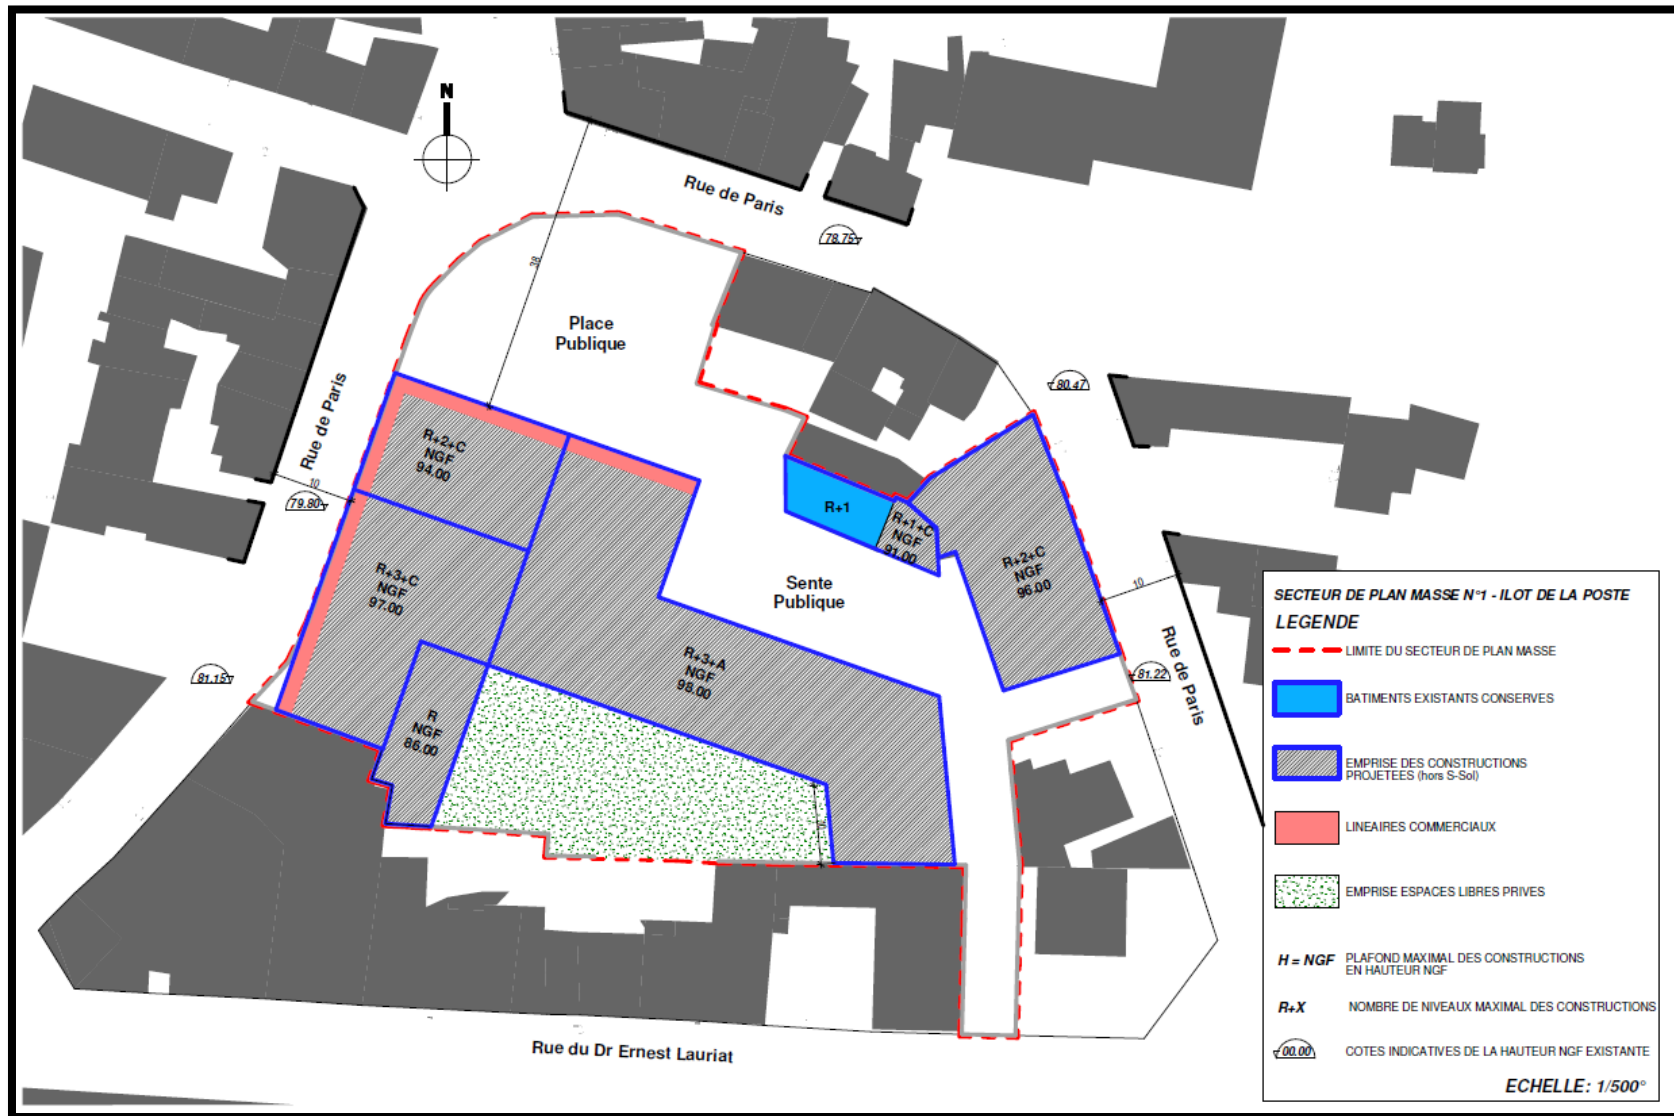 N
Rue de Paris
78.75
38
Place
Publique
80.47
Rue de Paris
R+2+C
NGF
94.00
10
79.80
R+1
R+1+C
NGF
91.00
R+2+C
NGF
96.00
R+3+C
NGF
97.00
Sente
Publique
10
Rue de Paris
81.15
R+3+A
NGF
98.00
81.22
R
NGF
86.00
Rue du Dr Ernest Lauriat
SECTEUR DE PLAN MASSE N°1 - ILOT DE LA POSTE
LEGENDE
LIMITE DU SECTEUR DE PLAN MASSE
BATIMENTS EXISTANTS CONSERVES
EMPRISE DES CONSTRUCTIONS
PROJETEES (hors S-Sol)
LINEAIRES COMMERCIAUX
EMPRISE ESPACES LIBRES PRIVES
H = NGF PLAFOND MAXIMAL DES CONSTRUCTIONS
EN HAUTEUR NGF
R+X NOMBRE DE NIVEAUX MAXIMAL DES CONSTRUCTIONS
00.00 COTES INDICATIVES DE LA HAUTEUR NGF EXISTANTE
ECHELLE: 1/500°